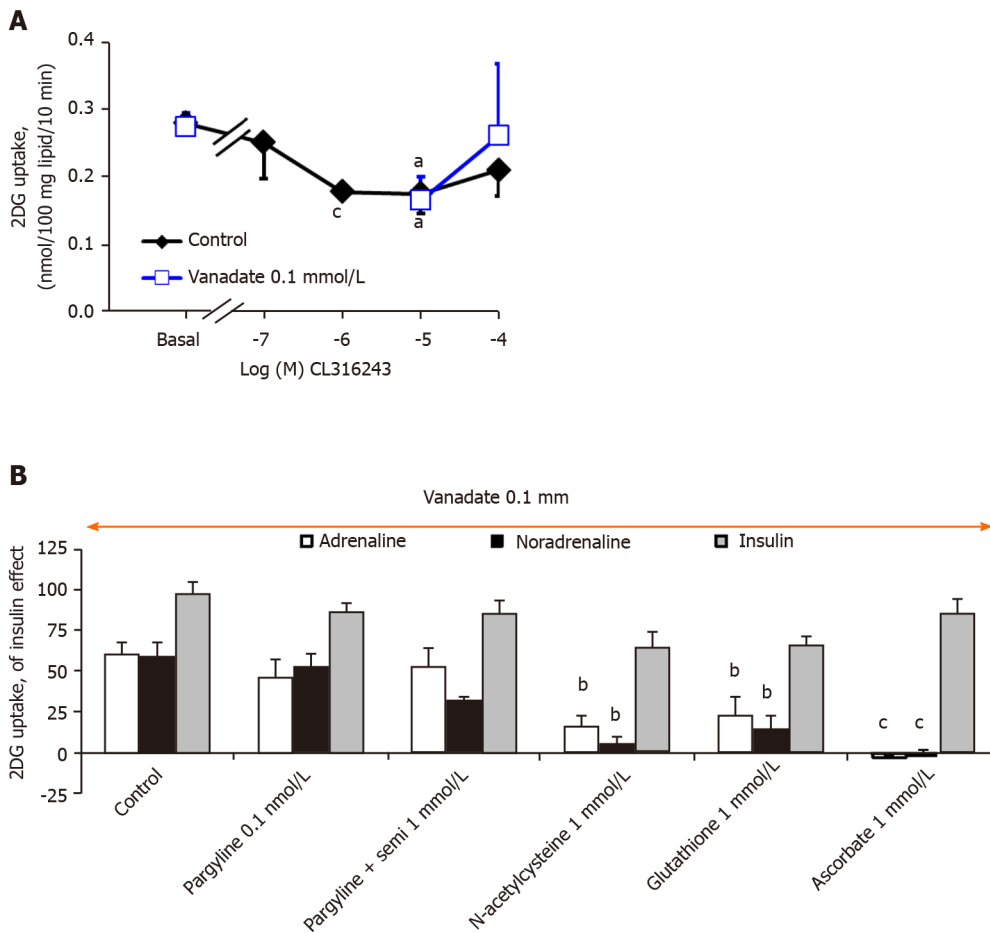 A
0.4
0.3
0.2
0.1
0.0
2DG uptake,
(nmol/100 mg lipid/10 min)
a
c
a
Control
Vanadate 0.1 mmol/L
Basal -7 -6 -5 -4
Log (M) CL316243
B
Vanadate 0.1 mm
Adrenaline Noradrenaline Insulin
2DG uptake, of insulin effect
125
100
75
50
25
0
-25
b b b b c c
Control
Pargyline 0.1 nmol/L
Pargyline + semi 1 mmol/L
N-acetylcysteine 1 mmol/L
Glutathione 1 mmol/L
Ascorbate 1 mmol/L